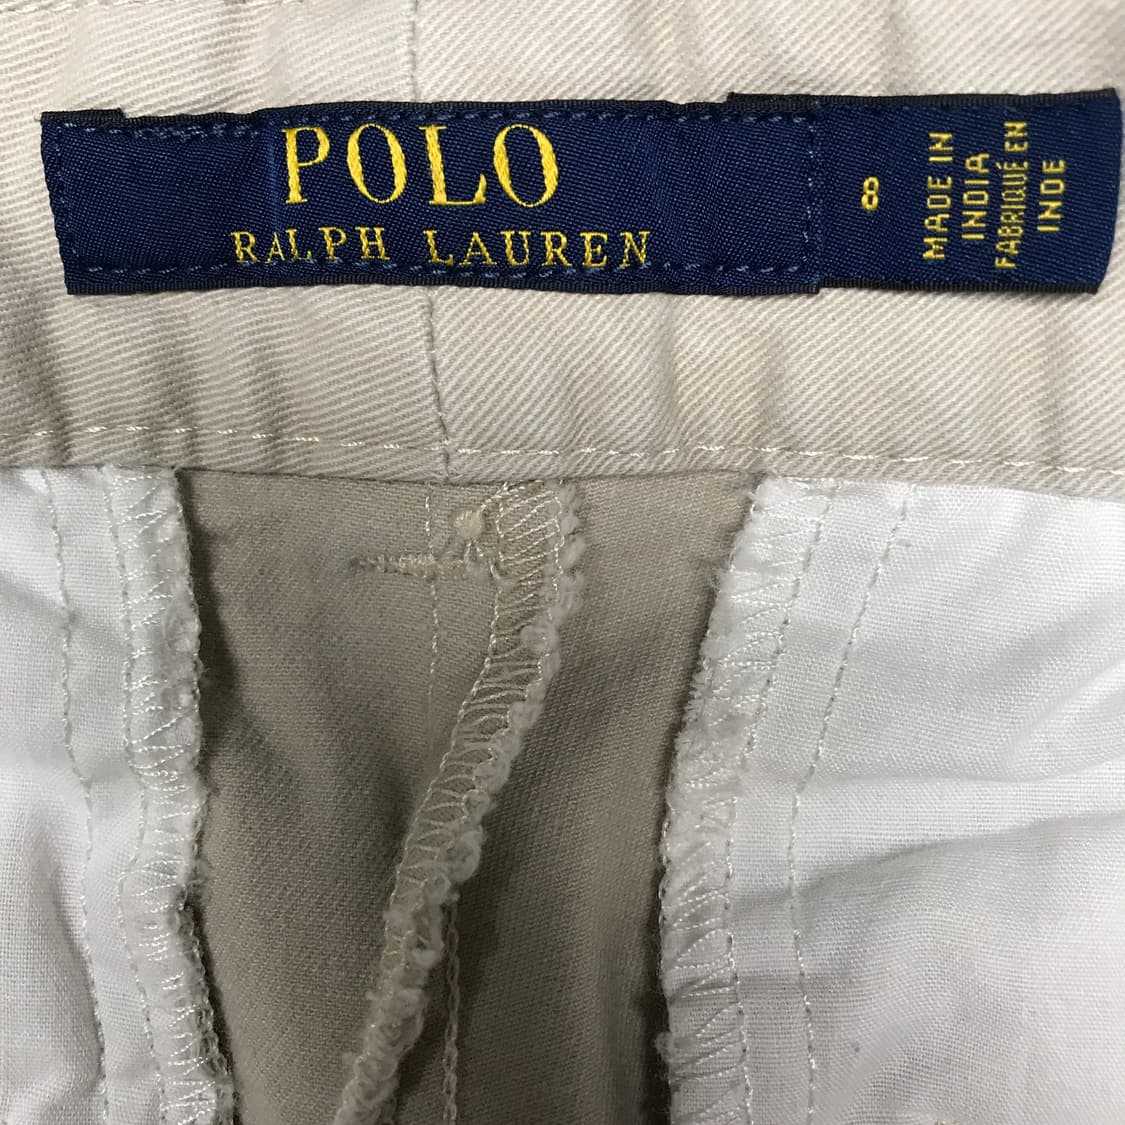 POLO
RALPH LAUREN
8
MADE IN
INDIA
FABRIQUÉ EN
INDE